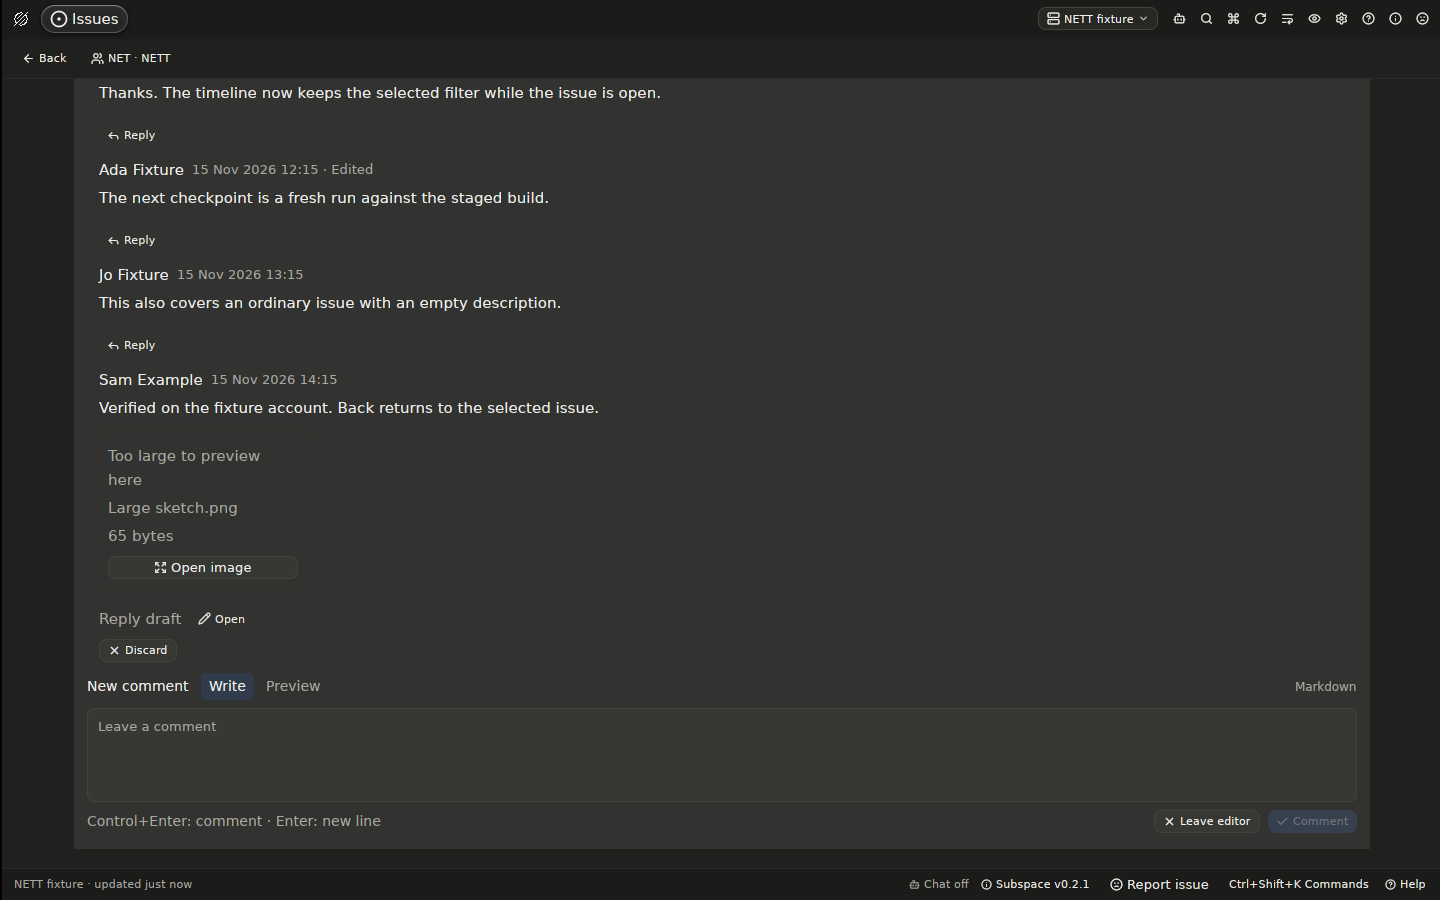 Issues
NETT fixture
Back
NET · NETT
Thanks. The timeline now keeps the selected filter while the issue is open.
Reply
Ada Fixture 15 Nov 2026 12:15 · Edited
The next checkpoint is a fresh run against the staged build.
Reply
Jo Fixture 15 Nov 2026 13:15
This also covers an ordinary issue with an empty description.
Reply
Sam Example 15 Nov 2026 14:15
Verified on the fixture account. Back returns to the selected issue.
Too large to preview
here
Large sketch.png
65 bytes
Open image
Reply draft Open
Discard
New comment Write Preview Markdown
Leave a comment
Control+Enter: comment · Enter: new line
Leave editor Comment
NETT fixture · updated just now
Chat off Subspace v0.2.1 Report issue Ctrl+Shift+K Commands Help